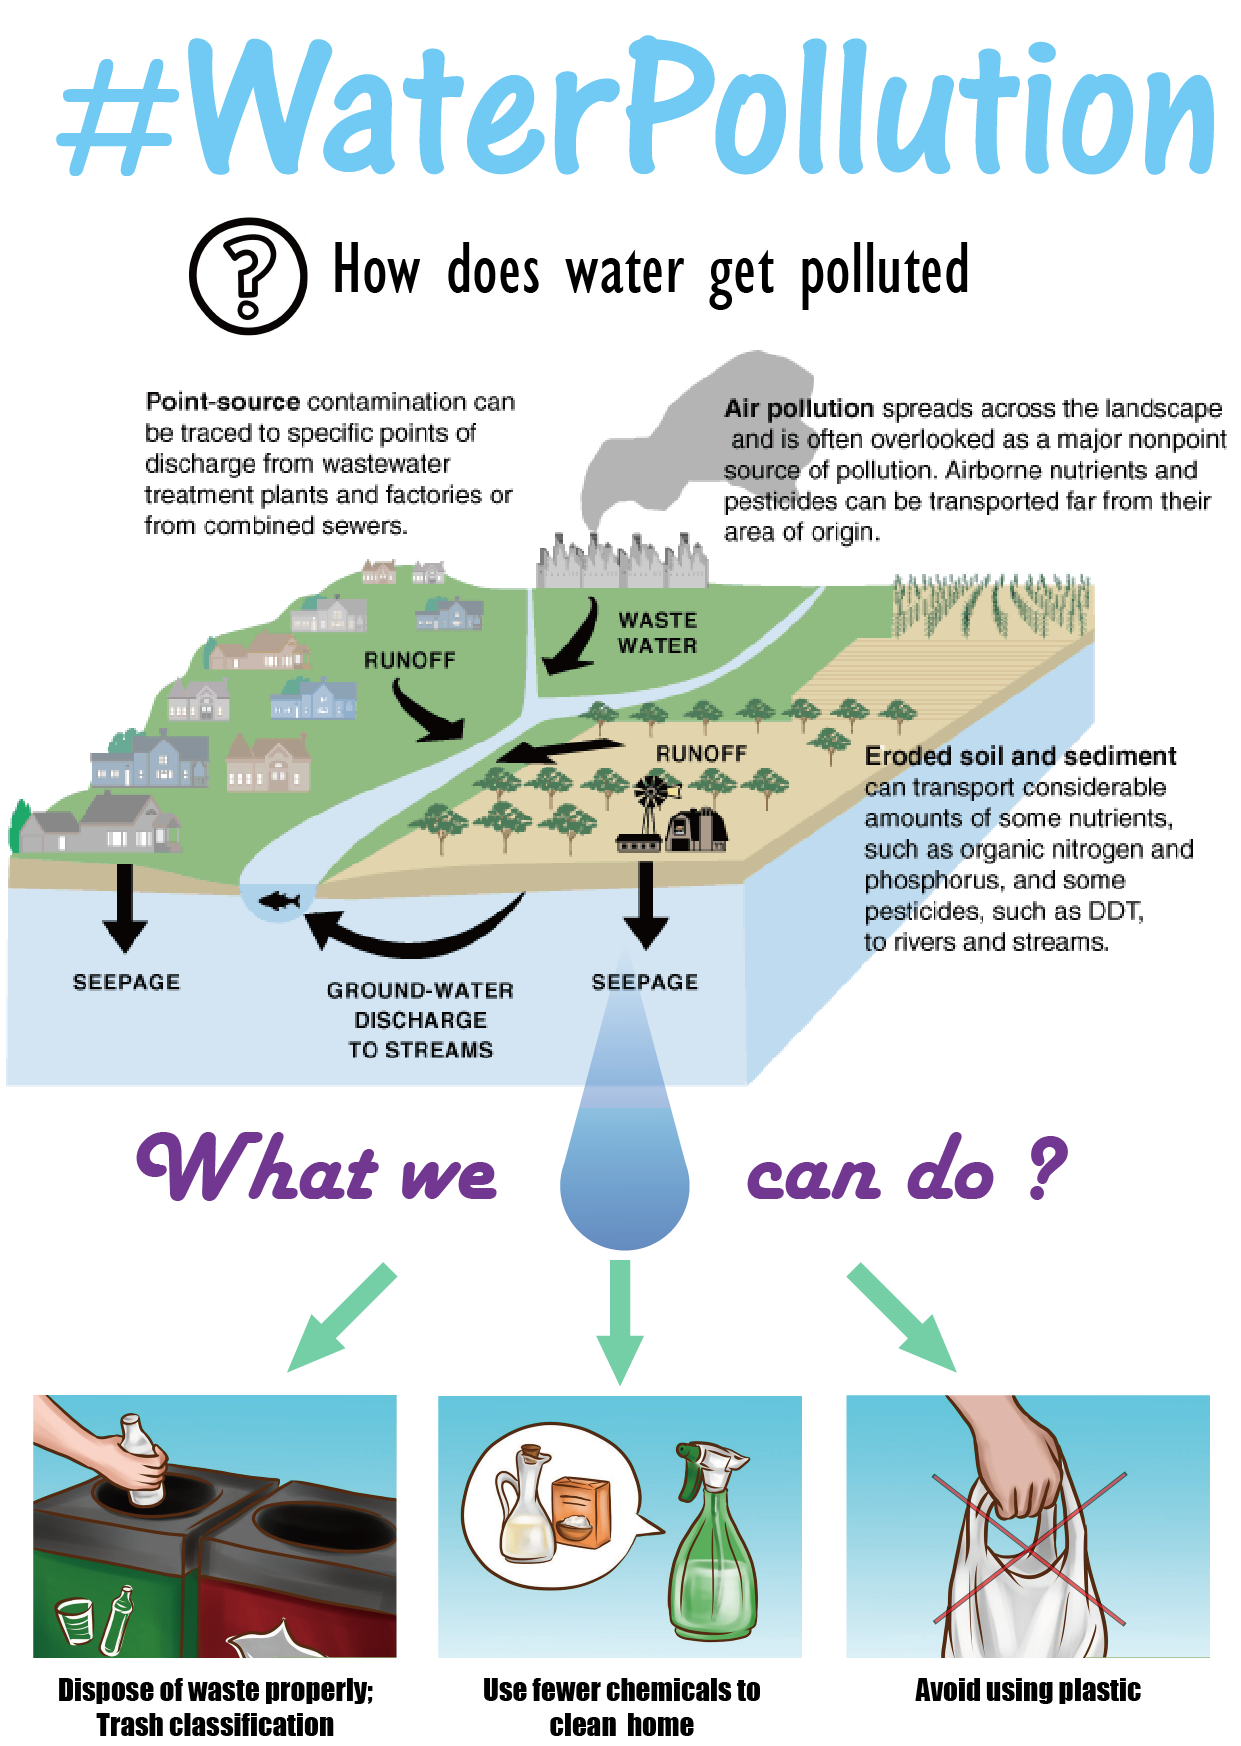 #WaterPollution
? How does water get polluted
Point-source contamination can
be traced to specific points of
discharge from wastewater
treatment plants and factories or
from combined sewers.
Air pollution spreads across the landscape
and is often overlooked as a major nonpoint
source of pollution. Airborne nutrients and
pesticides can be transported far from their
area of origin.
WASTE
WATER
RUNOFF
RUNOFF
Eroded soil and sediment
can transport considerable
amounts of some nutrients,
such as organic nitrogen and
phosphorus, and some
pesticides, such as DDT,
to rivers and streams.
SEEPAGE
GROUND-WATER
DISCHARGE
TO STREAMS
SEEPAGE
What we can do ?
Dispose of waste properly;
Trash classification
Use fewer chemicals to
clean home
Avoid using plastic